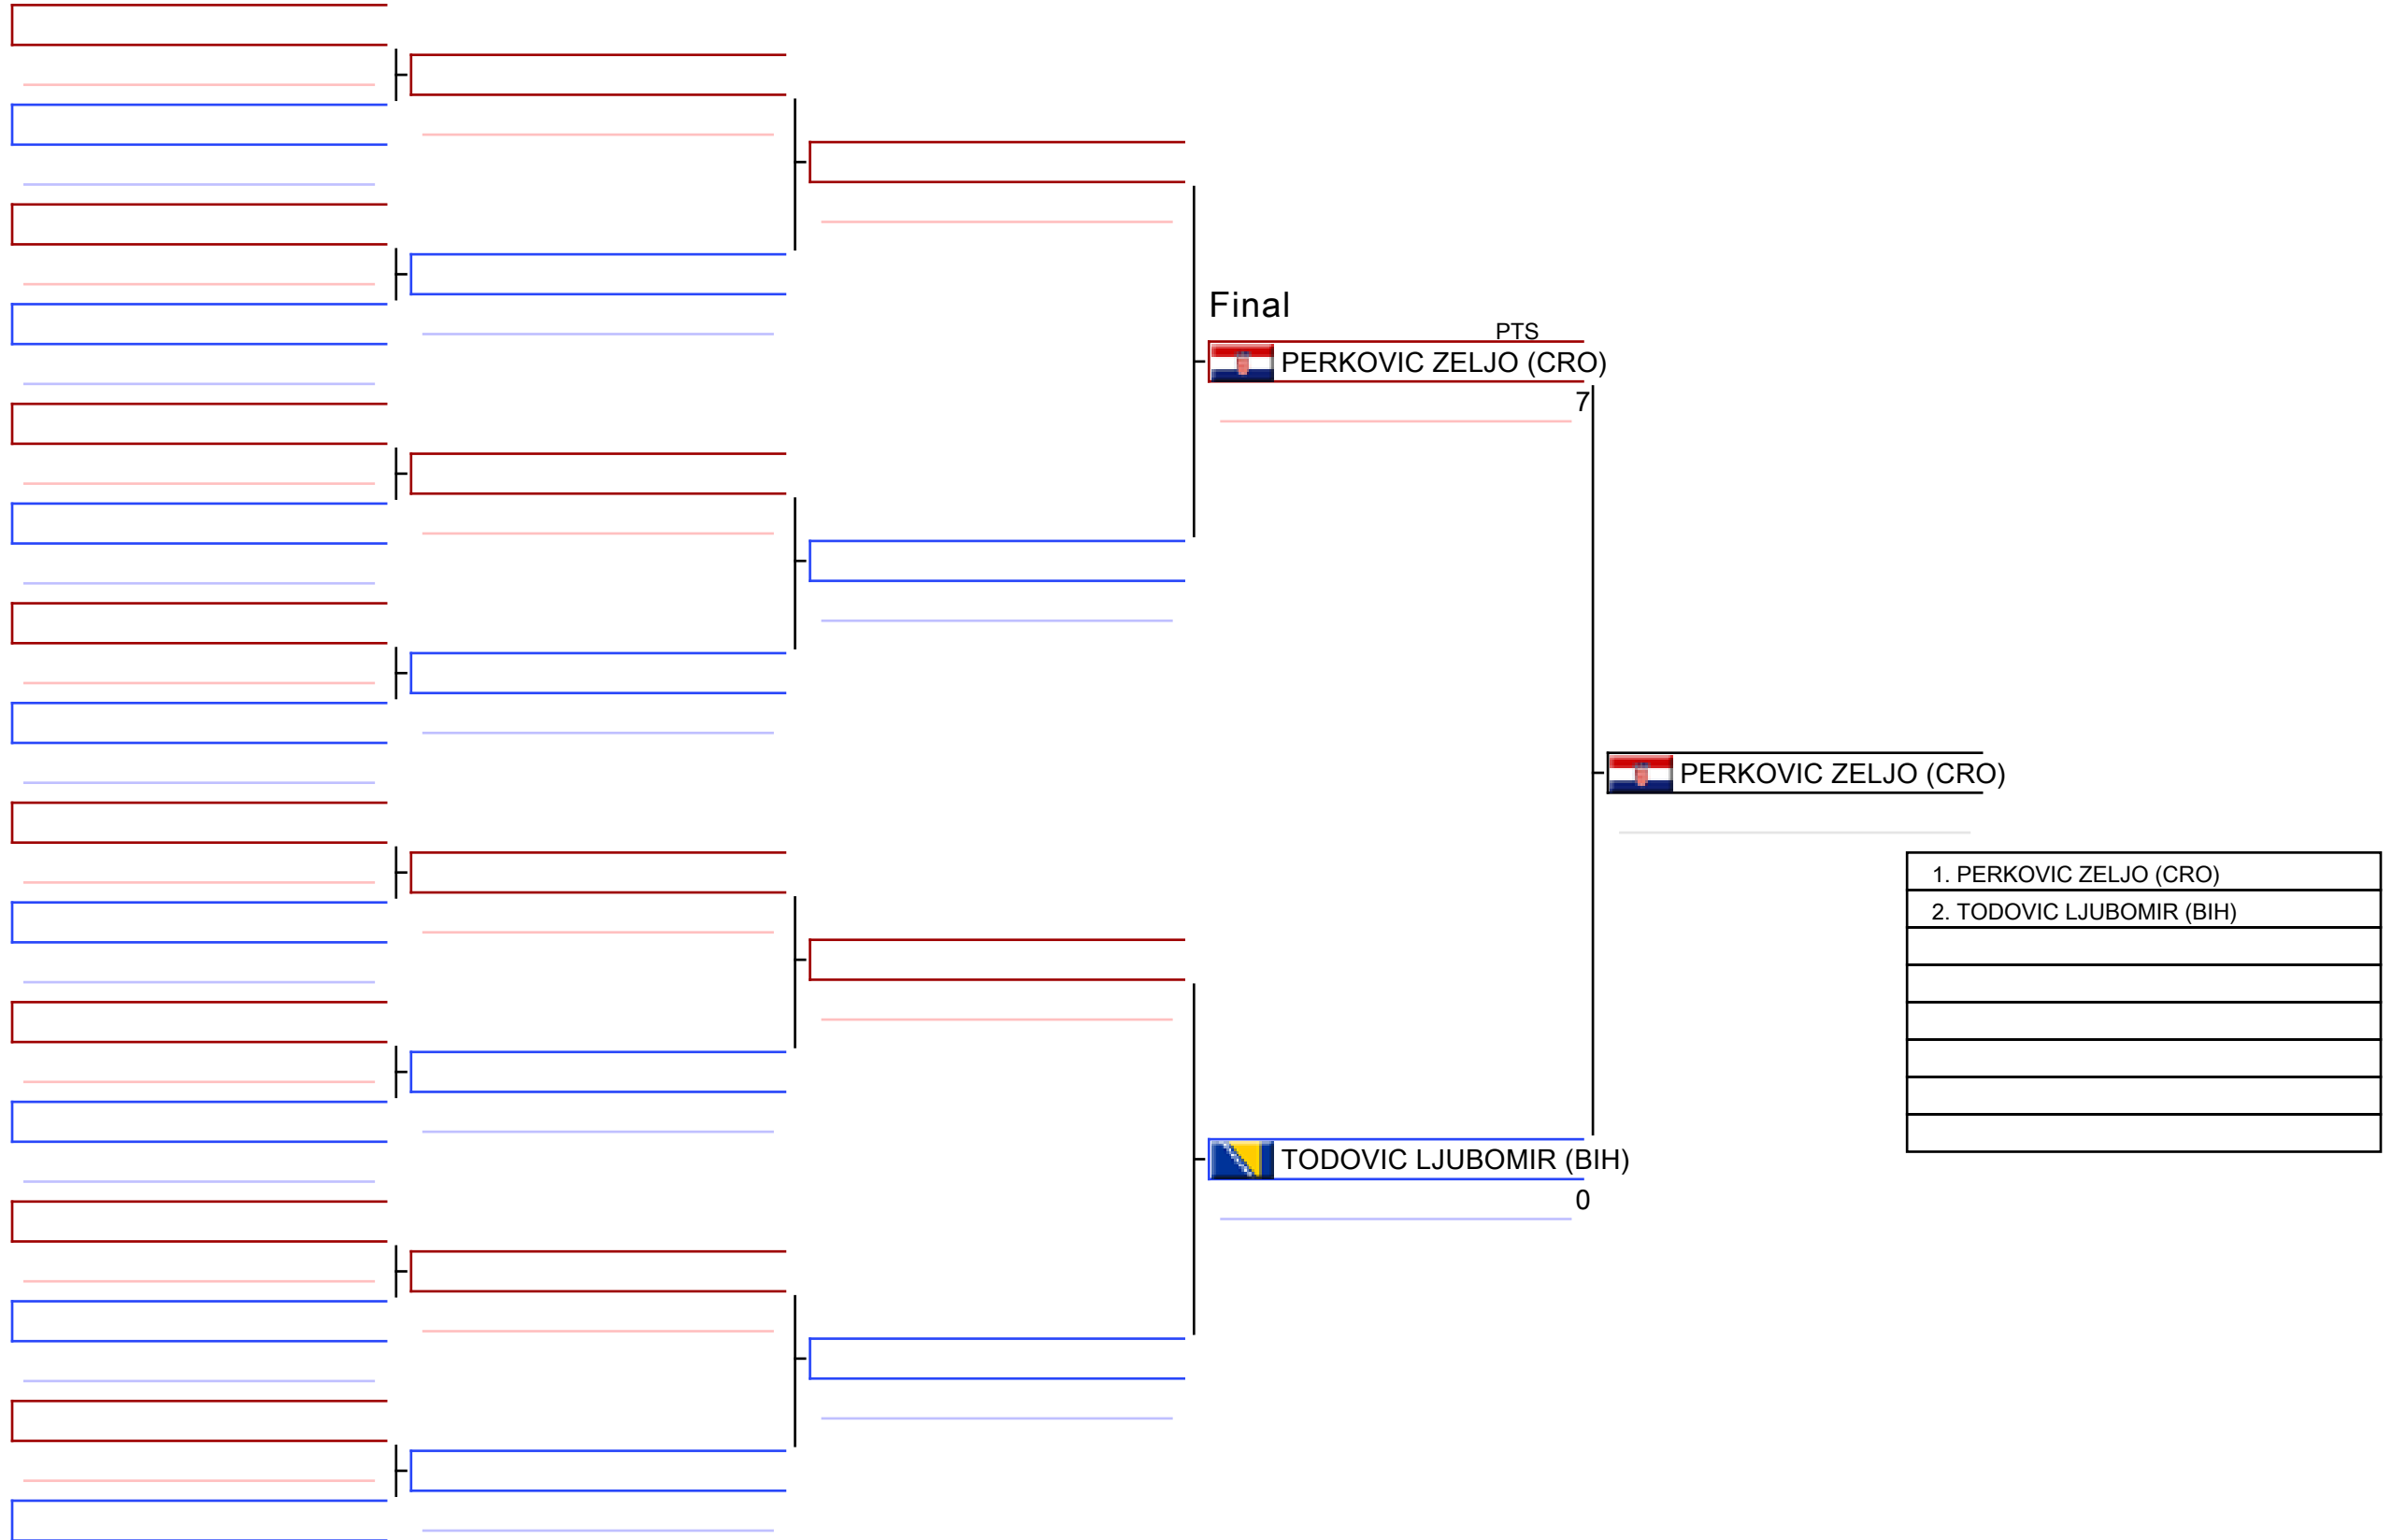 Final
PTS
PERKOVIC ZELJO (CRO)
7
PERKOVIC ZELJO (CRO)
1. PERKOVIC ZELJO (CRO)
2. TODOVIC LJUBOMIR (BIH)
TODOVIC LJUBOMIR (BIH)
0